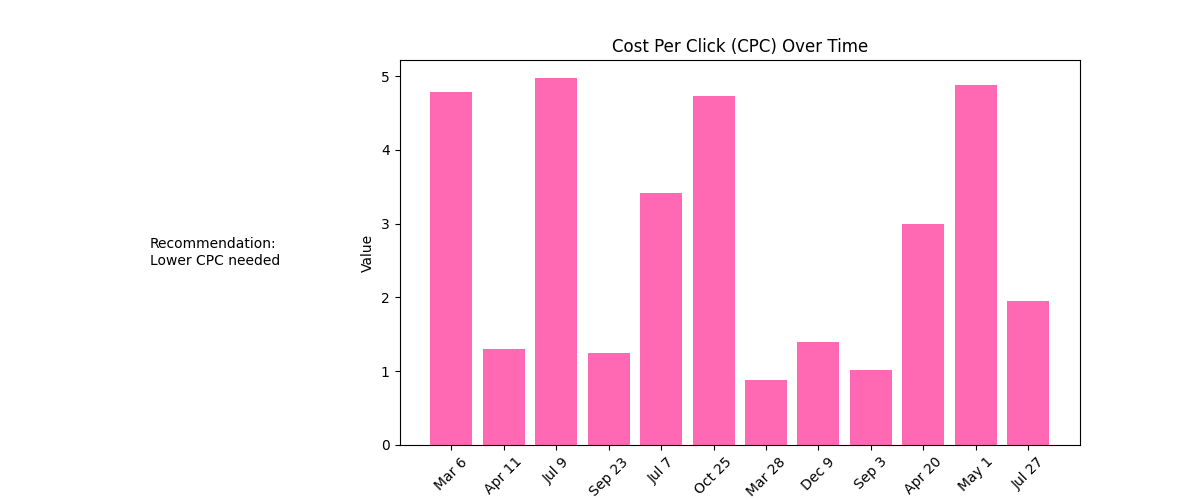 Cost Per Click (CPC) Over Time
Recommendation:
Lower CPC needed
Value
5
4
3
2
1
0
Mar 6
Apr 11
Jul 9
Sep 23
Jul 7
Oct 25
Mar 28
Dec 9
Sep 3
Apr 20
May 1
Jul 27